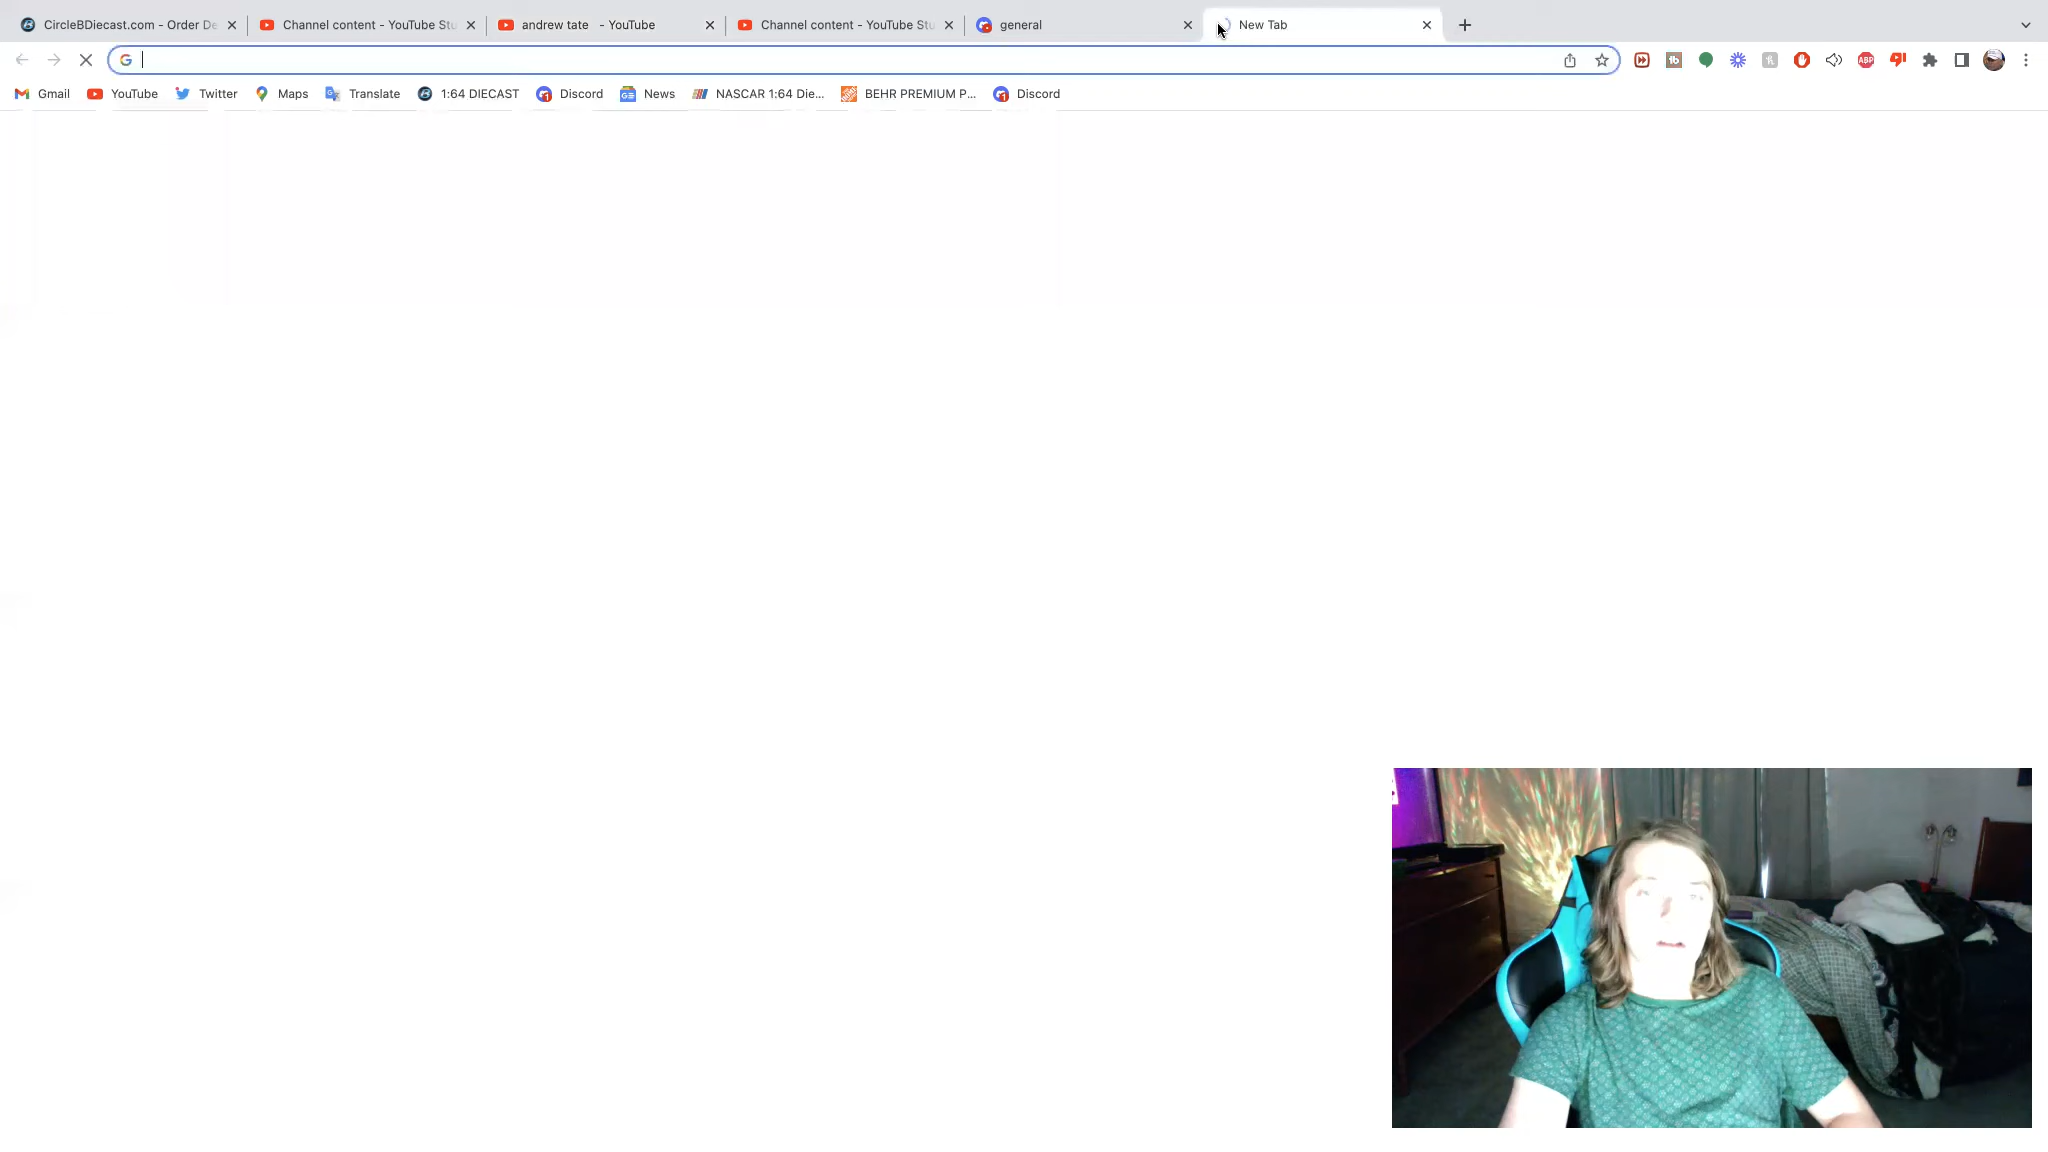 CircleBDiecast.com - Order De
Channel content - YouTube Stu
andrew tate - YouTube
Channel content - YouTube Stu
general
New Tab
Gmail
YouTube
Twitter
Maps
Translate
1:64 DIECAST
Discord
News
NASCAR 1:64 Die...
BEHR PREMIUM P...
Discord
ABP